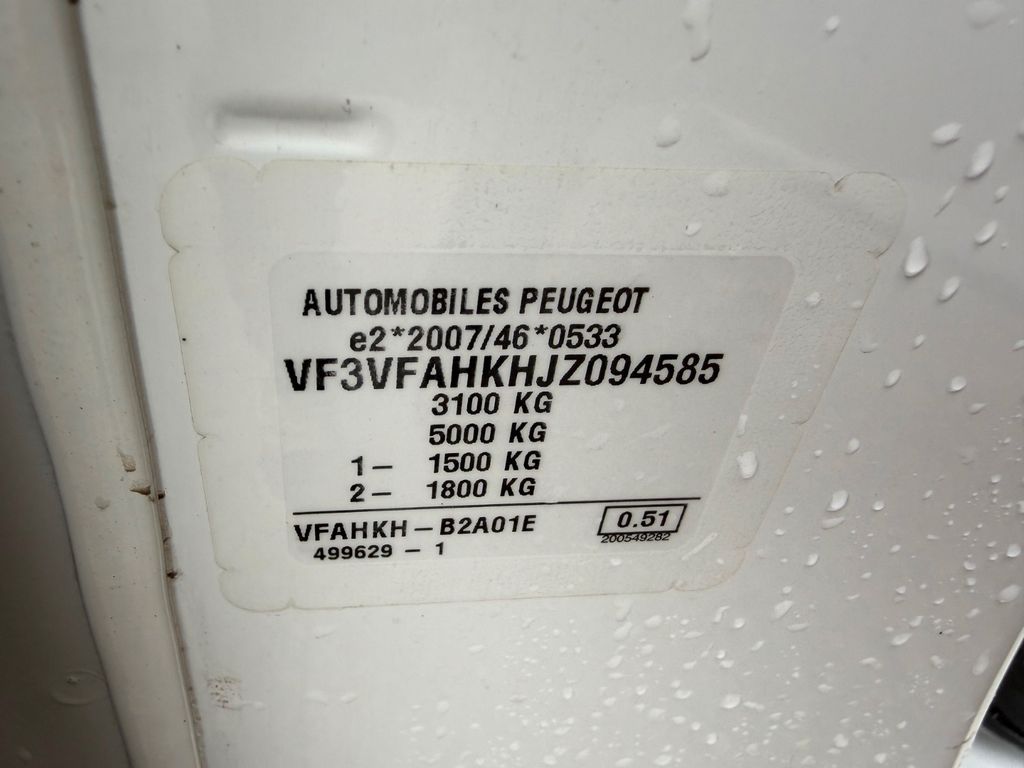 AUTOMOBILES PEUGEOT
e2*2007/46*0533
VF3VFAHKHJZ094585
3100 KG
5000 KG
1 – 1500 KG
2 – 1800 KG
VFAHKH – B2A01E
0.51
200549282
499629 – 1